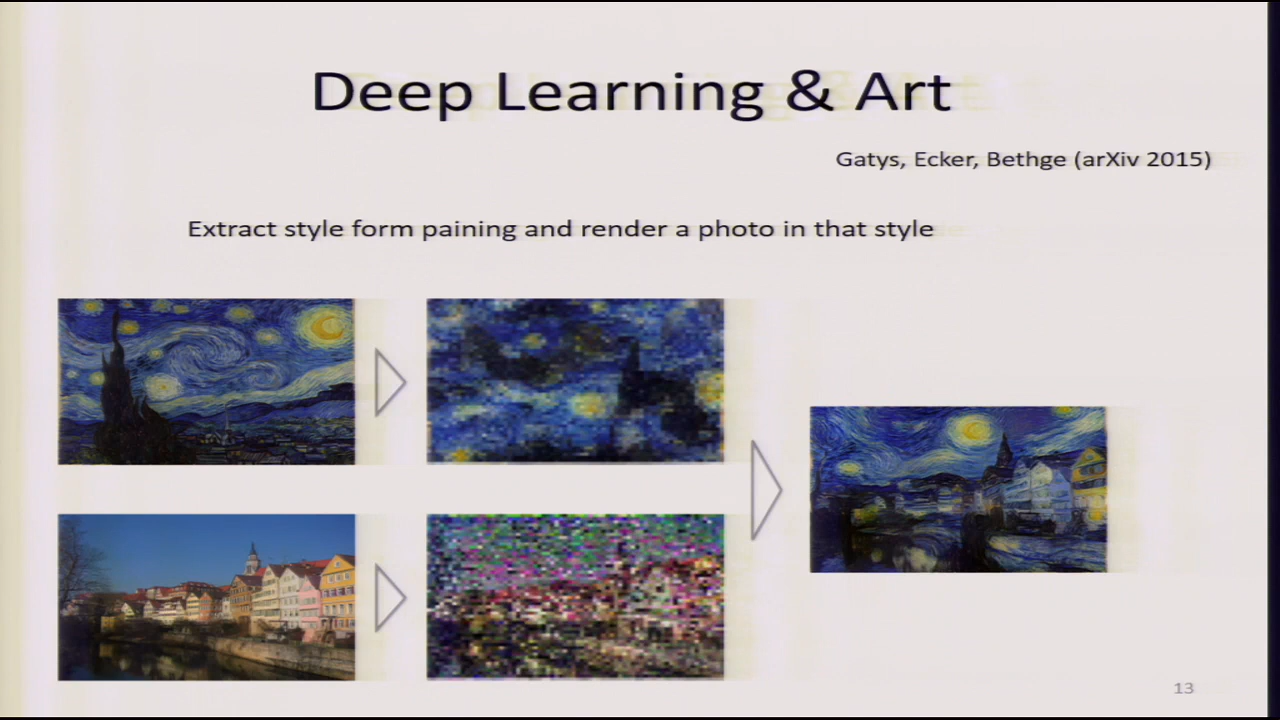 Deep Learning & Art
Gatys, Ecker, Bethge (arXiv 2015)
Extract style form paining and render a photo in that style
13